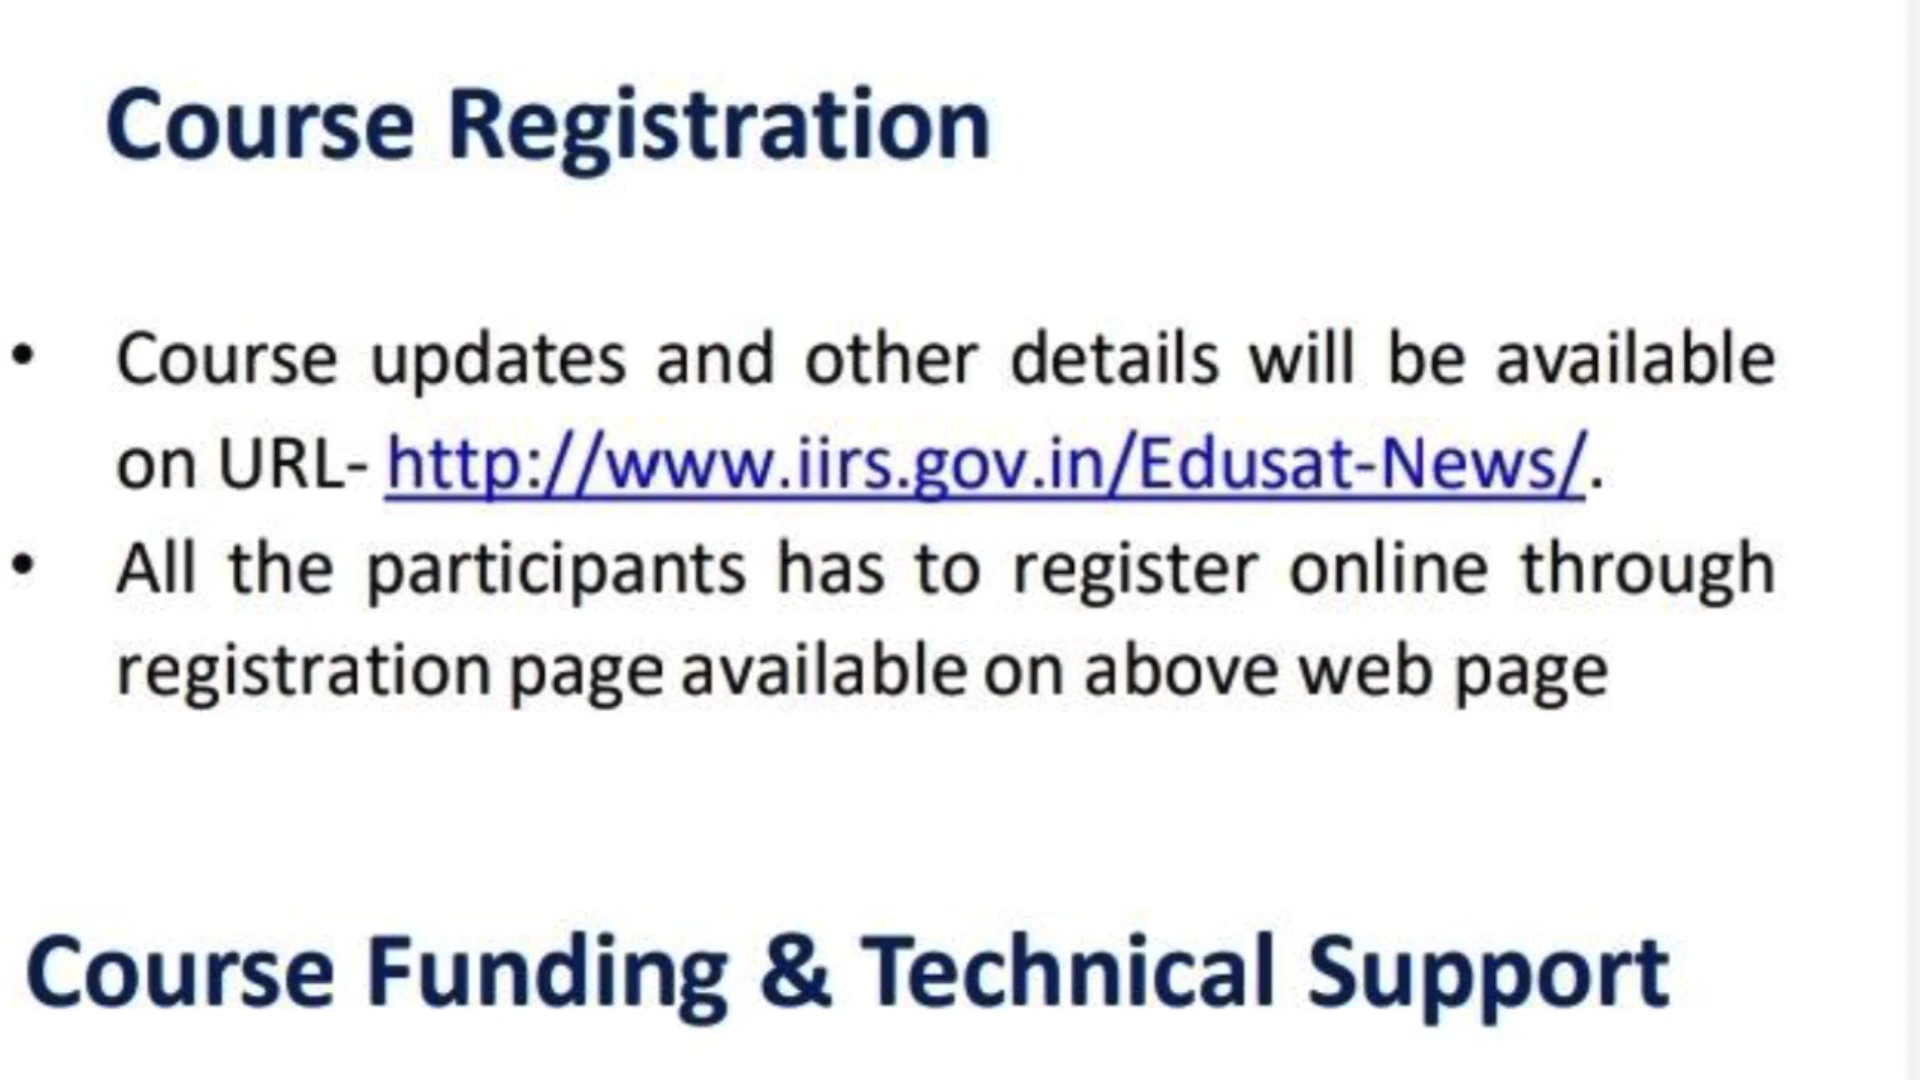 Course Registration
• Course updates and other details will be available
on URL- http://www.iirs.gov.in/Edusat-News/.
• All the participants has to register online through
registration page available on above web page
Course Funding & Technical Support